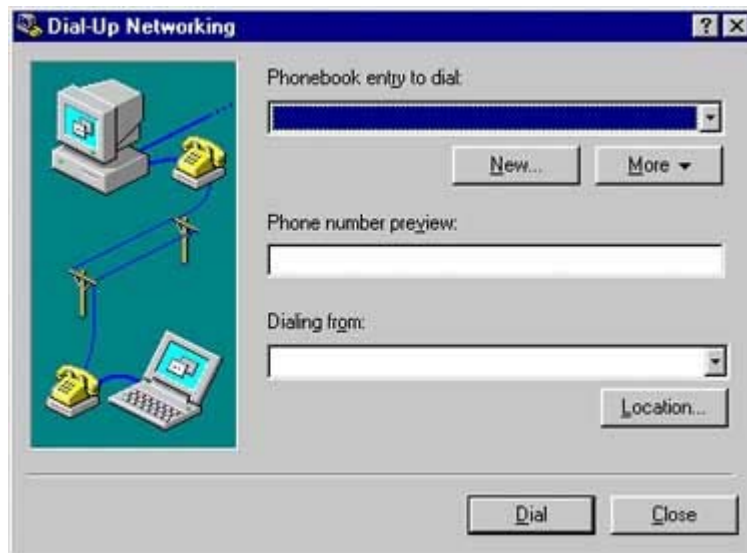 Dial-Up Networking
Phonebook entry to dial:
New...
More
Phone number preview:
Dialing from:
Location...
Dial
Close